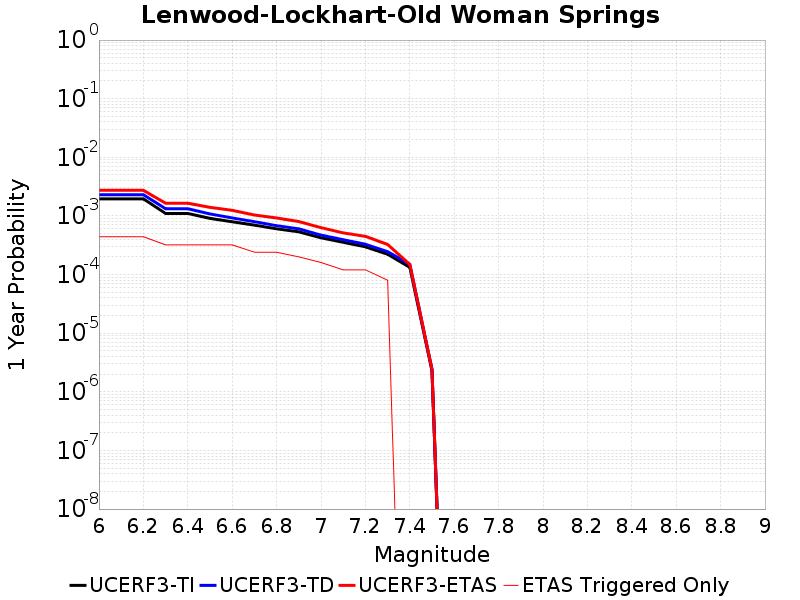 Lenwood-Lockhart-Old Woman Springs
10^0
10^-1
10^-2
10^-3
10^-4
10^-5
10^-6
10^-7
10^-8
1 Year Probability
6 6.2 6.4 6.6 6.8 7 7.2 7.4 7.6 7.8 8 8.2 8.4 8.6 8.8 9
Magnitude
UCERF3-TI UCERF3-TD UCERF3-ETAS ETAS Triggered Only